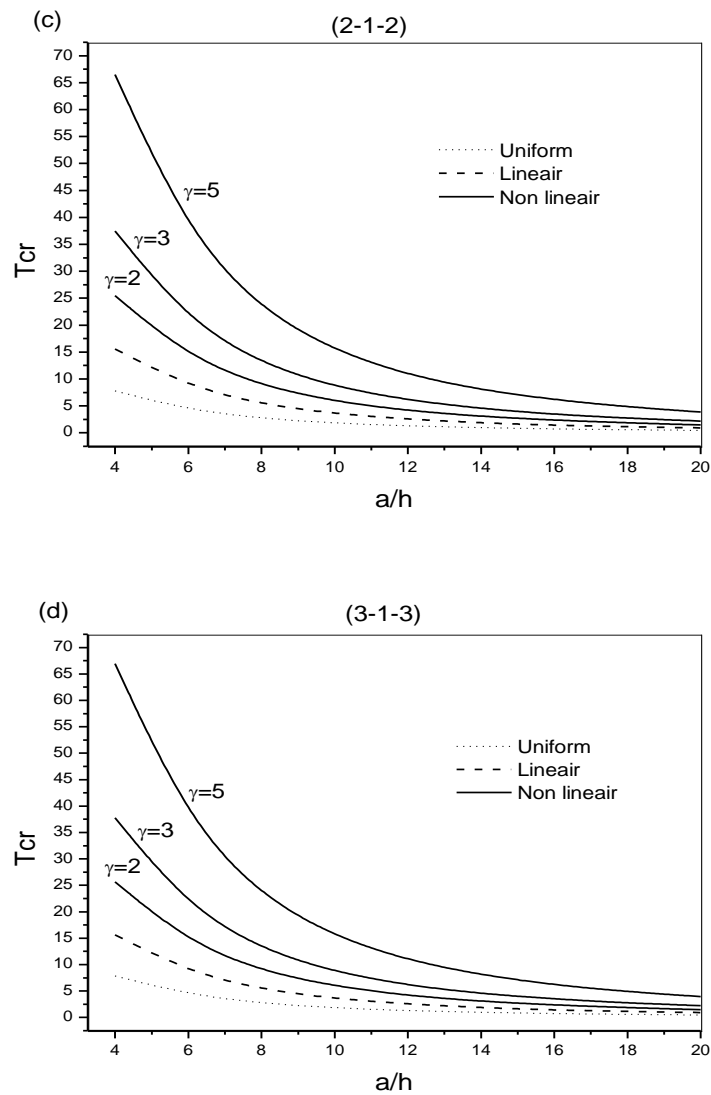 (c)
(2-1-2)
70
65
60
55
50
45
40
35
30
25
20
15
10
5
0
Tcr
γ=5
γ=3
γ=2
Uniform
Lineair
Non lineair
4 6 8 10 12 14 16 18 20
a/h
(d)
(3-1-3)
70
65
60
55
50
45
40
35
30
25
20
15
10
5
0
Tcr
γ=5
γ=3
γ=2
Uniform
Lineair
Non lineair
4 6 8 10 12 14 16 18 20
a/h